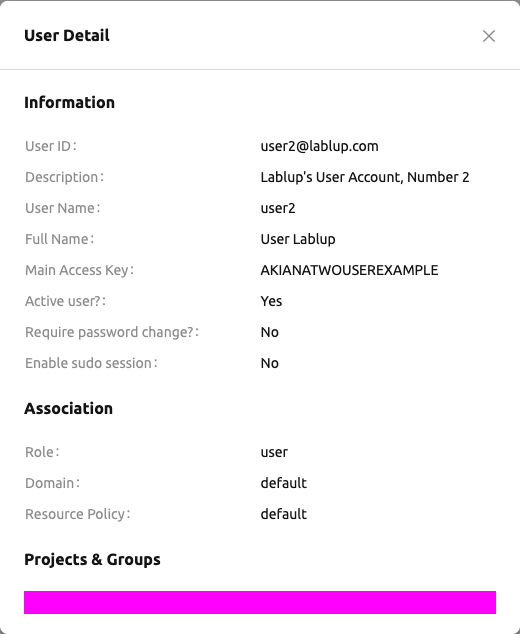 User Detail
Information
User ID: user2@lablup.com
Description: Lablup's User Account, Number 2
User Name: user2
Full Name: User Lablup
Main Access Key: AKIANATWOUSEREXAMPLE
Active user?: Yes
Require password change?: No
Enable sudo session: No
Association
Role: user
Domain: default
Resource Policy: default
Projects & Groups